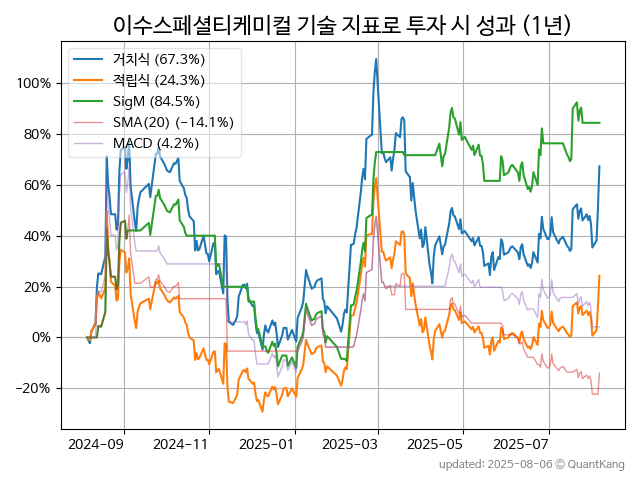 이수스페셜티케미컬 기술 지표로 투자 시 성과 (1년)
거치식 (67.3%)
적립식 (24.3%)
SigM (84.5%)
SMA(20) (−14.1%)
MACD (4.2%)
100%
80%
60%
40%
20%
0%
−20%
2024-09
2024-11
2025-01
2025-03
2025-05
2025-07
updated: 2025-08-06 © QuantKang